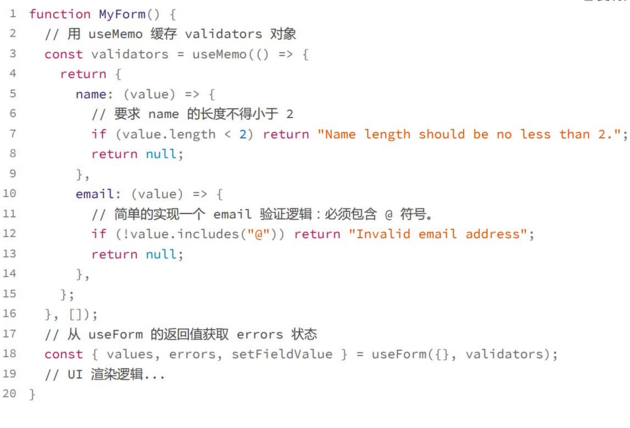 1 function MyForm() {
2 // 用 useMemo 缓存 validators 对象
3 const validators = useMemo(() => {
4 return {
5 name: (value) => {
6 // 要求 name 的长度不得小于 2
7 if (value.length < 2) return "Name length should be no less than 2.";
8 return null;
9 },
10 email: (value) => {
11 // 简单的实现一个 email 验证逻辑：必须包含 @ 符号。
12 if (!value.includes("@")) return "Invalid email address";
13 return null;
14 },
15 };
16 }, []);
17 // 从 useForm 的返回值获取 errors 状态
18 const { values, errors, setFieldValue } = useForm({}, validators);
19 // UI 渲染逻辑...
20 }